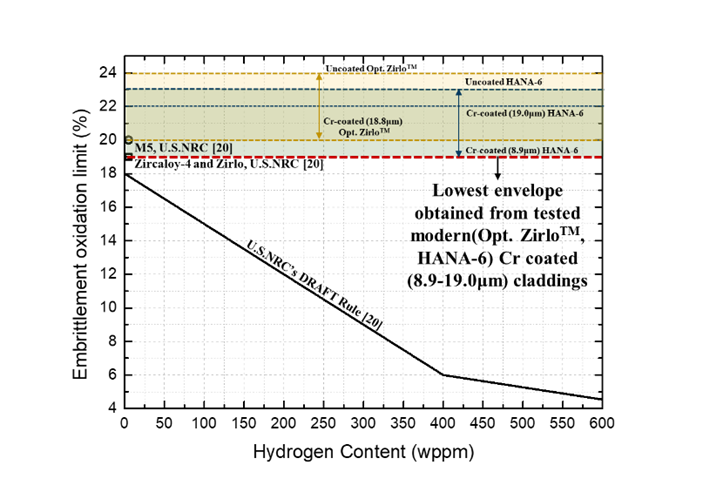 Embrittlement oxidation limit (%)
24
22
20
18
16
14
12
10
8
6
4
Uncoated Opt. Zirlo™
Uncoated HANA-6
Cr-coated (18.8μm)
Opt. Zirlo™
Cr-coated (19.0μm) HANA-6
M5, U.S.NRC [20]
Cr-coated (8.9μm) HANA-6
Zircaloy-4 and Zirlo, U.S.NRC [20]
Lowest envelope
obtained from tested
modern(Opt. Zirlo™,
HANA-6) Cr coated
(8.9-19.0μm) claddings
U.S.NRC's DRAFT Rule [20]
0 50 100 150 200 250 300 350 400 450 500 550 600
Hydrogen Content (wppm)